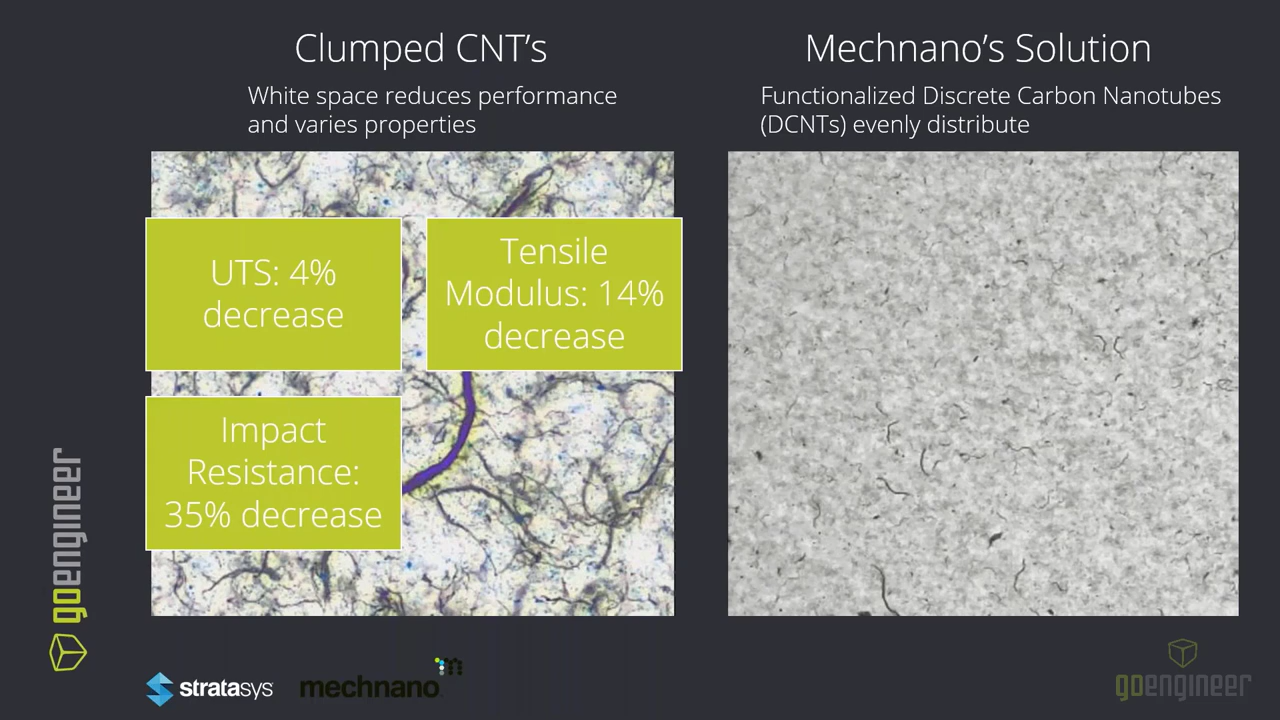 Clumped CNT's
White space reduces performance
and varies properties
UTS: 4%
decrease
Tensile
Modulus: 14%
decrease
Impact
Resistance:
35% decrease
Mechnano's Solution
Functionalized Discrete Carbon Nanotubes
(DCNTs) evenly distribute
goengineer
stratasys
mechnano
goengineer